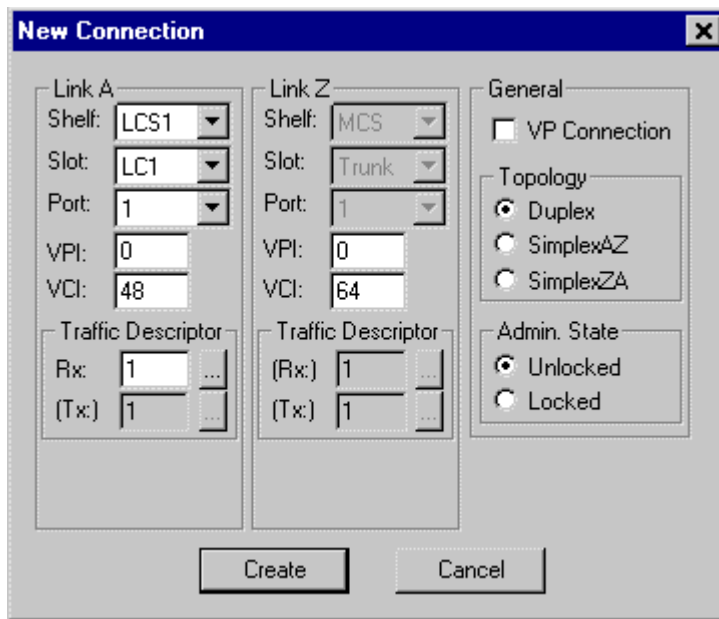 New Connection
Link A
Shelf: LCS1
Slot: LC1
Port: 1
VPI: 0
VCI: 48
Traffic Descriptor
Rx: 1 ...
(Tx:) 1 ...
Link Z
Shelf: MCS
Slot: Trunk
Port: 1
VPI: 0
VCI: 64
Traffic Descriptor
(Rx:) 1 ...
(Tx:) 1 ...
General
VP Connection
Topology
Duplex
SimplexAZ
SimplexZA
Admin. State
Unlocked
Locked
Create
Cancel